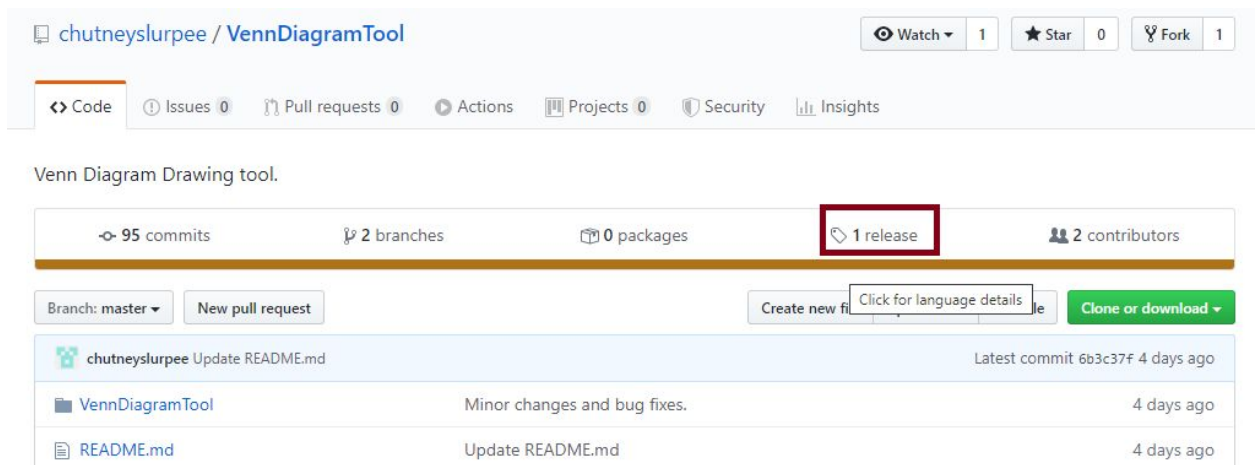 chutneyslurpee / VennDiagramTool Watch 1 Star 0 Fork 1
Code Issues 0 Pull requests 0 Actions Projects 0 Security Insights
Venn Diagram Drawing tool.
95 commits 2 branches 0 packages 1 release 2 contributors
Branch: master New pull request Create new fi Click for language details le Clone or download
chutneyslurpee Update README.md Latest commit 6b3c37f 4 days ago
VennDiagramTool Minor changes and bug fixes. 4 days ago
README.md Update README.md 4 days ago